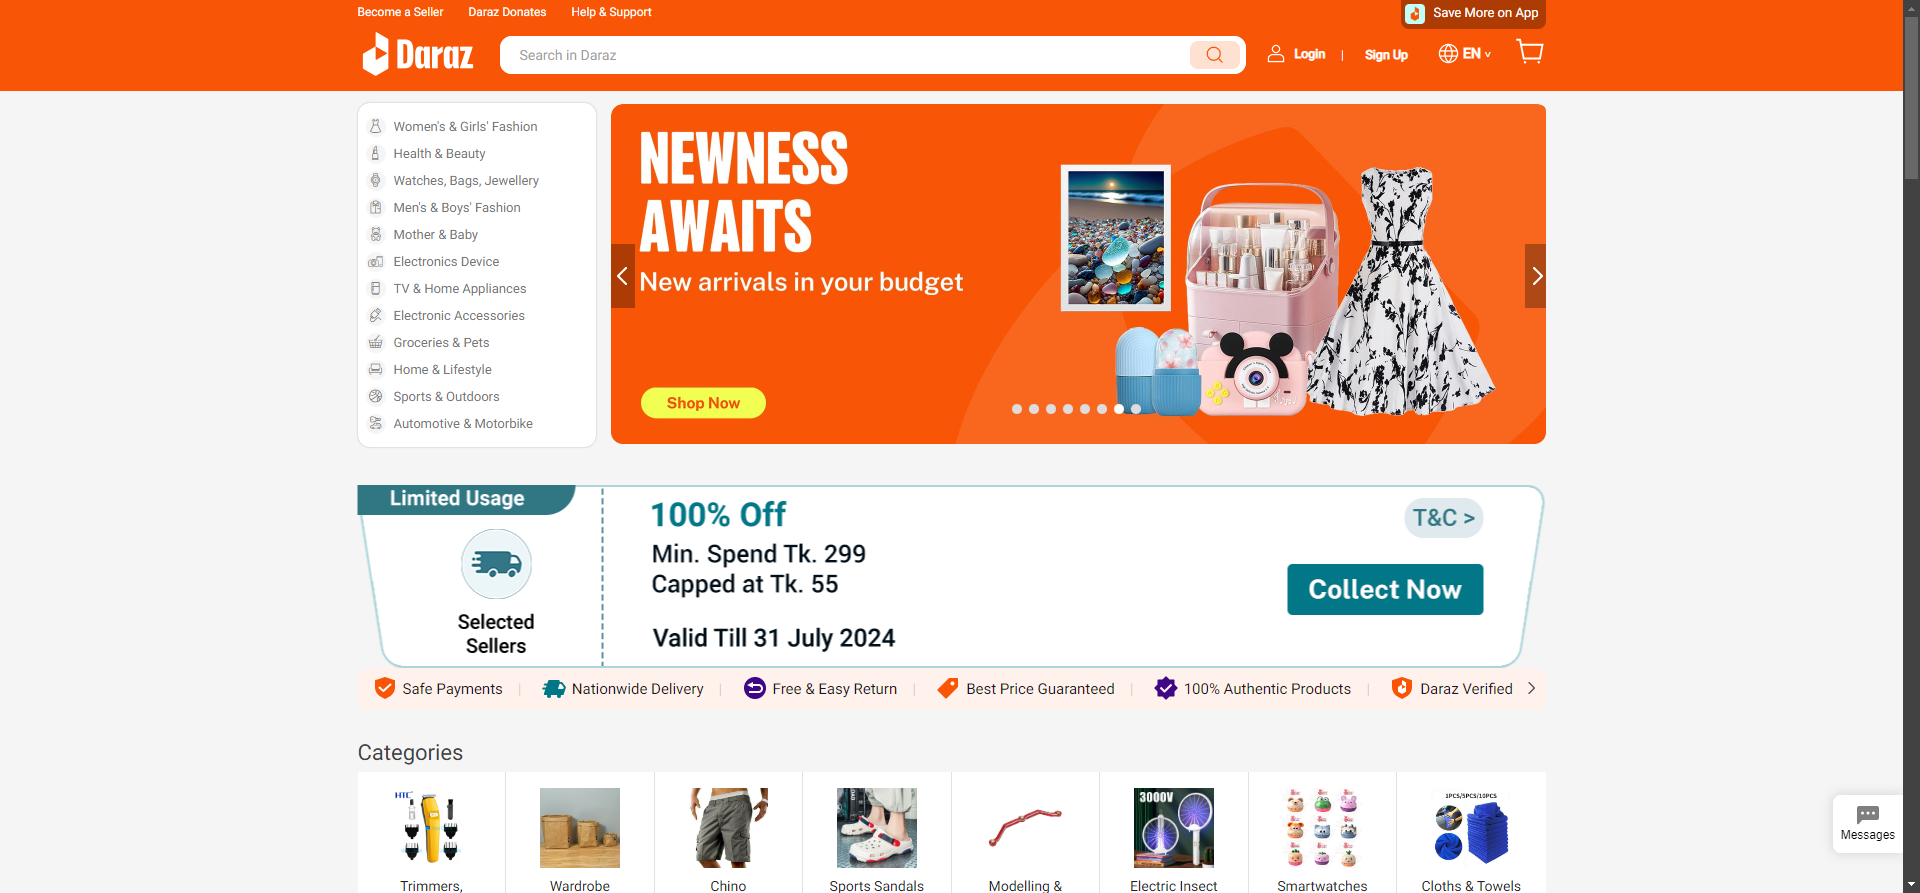 Become a Seller
Daraz Donates
Help & Support
Save More on App
Daraz
Search in Daraz
Login
|
Sign Up
EN
Women's & Girls' Fashion
Health & Beauty
Watches, Bags, Jewellery
Men's & Boys' Fashion
Mother & Baby
Electronics Device
TV & Home Appliances
Electronic Accessories
Groceries & Pets
Home & Lifestyle
Sports & Outdoors
Automotive & Motorbike
NEWNESS
AWAITS
New arrivals in your budget
Shop Now
Limited Usage
Selected
Sellers
100% Off
Min. Spend Tk. 299
Capped at Tk. 55
Valid Till 31 July 2024
T&C >
Collect Now
Safe Payments
Nationwide Delivery
Free & Easy Return
Best Price Guaranteed
100% Authentic Products
Daraz Verified
Categories
HTC
3000V
1PCS/5PCS/10PCS
Trimmers,
Wardrobe
Chino
Sports Sandals
Modelling &
Electric Insect
Smartwatches
Cloths & Towels
Messages